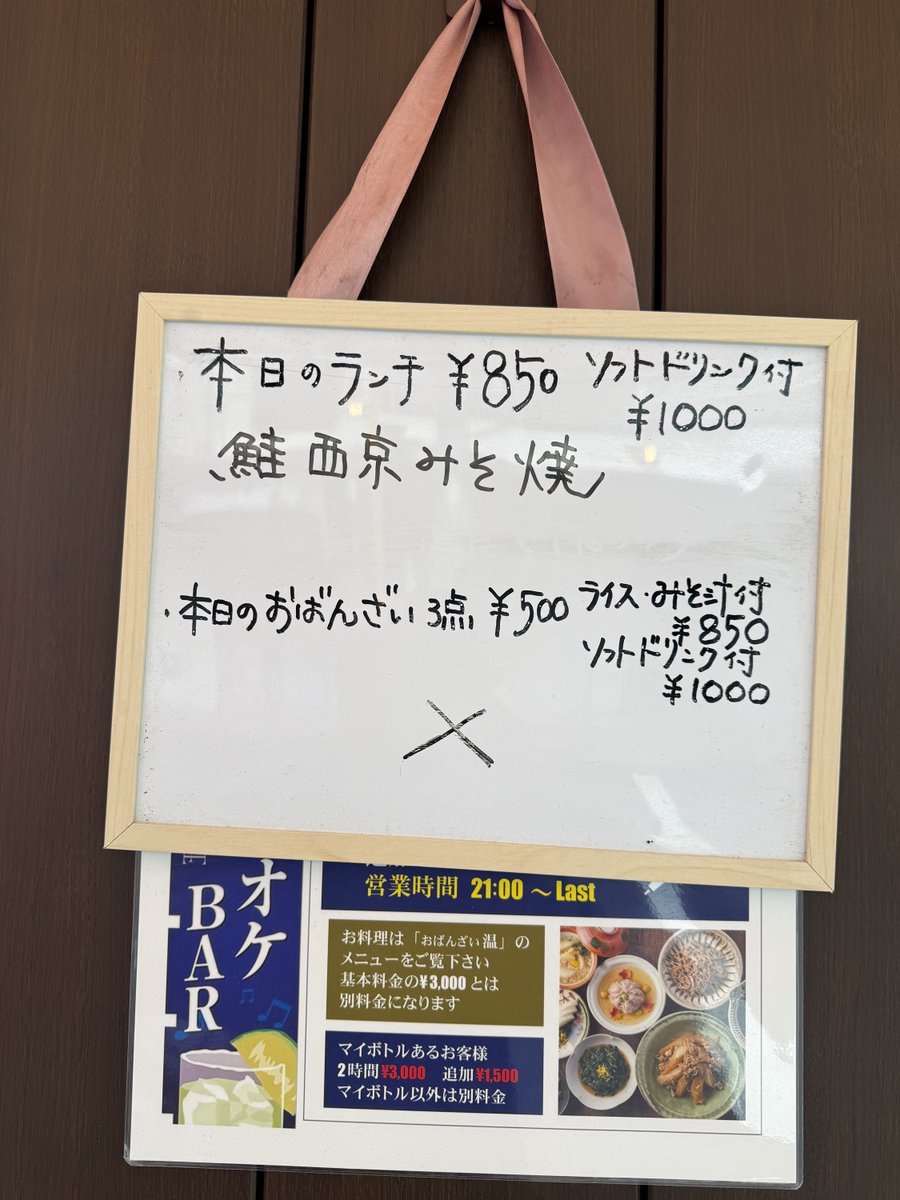 本日のランチ ¥850 ソフトドリンク付
¥1000
鮭西京みそ焼
・本日のおばんざい 3点 ¥500 ライス・みそ汁付
¥850
ソフトドリンク付
¥1000
×
オケ
BAR
営業時間 21:00 〜 Last
お料理は「おばんざい温」の
メニューをご覧下さい
基本料金の¥3,000とは
別料金になります
マイボトルあるお客様
2時間¥3,000 追加¥1,500
マイボトル以外は別料金